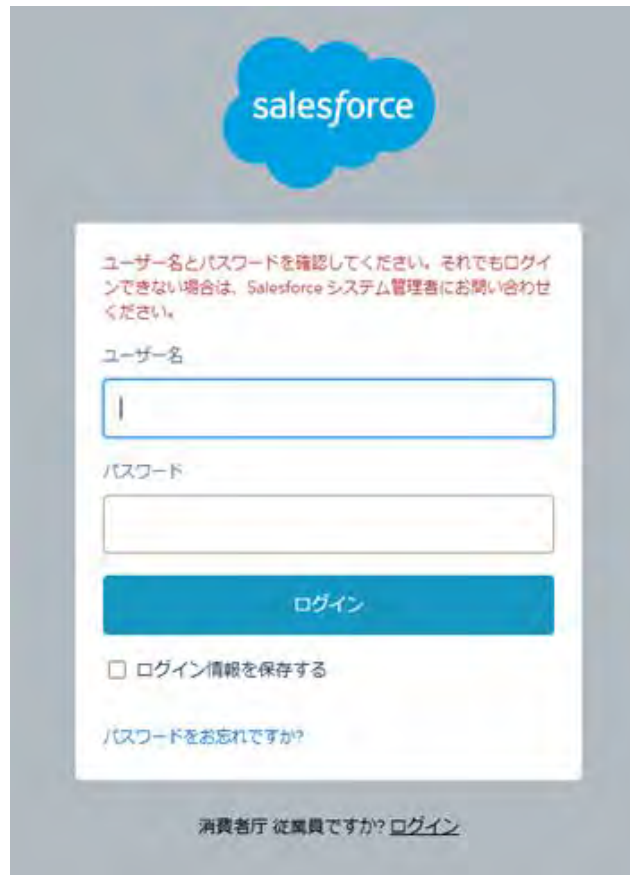 salesforce
ユーザー名とパスワードを確認してください。それでもログイ
ンできない場合は、Salesforce システム管理者にお問い合わせ
ください。
ユーザー名
パスワード
ログイン
ログイン情報を保存する
パスワードをお忘れですか?
消費者庁 従業員ですか? ログイン